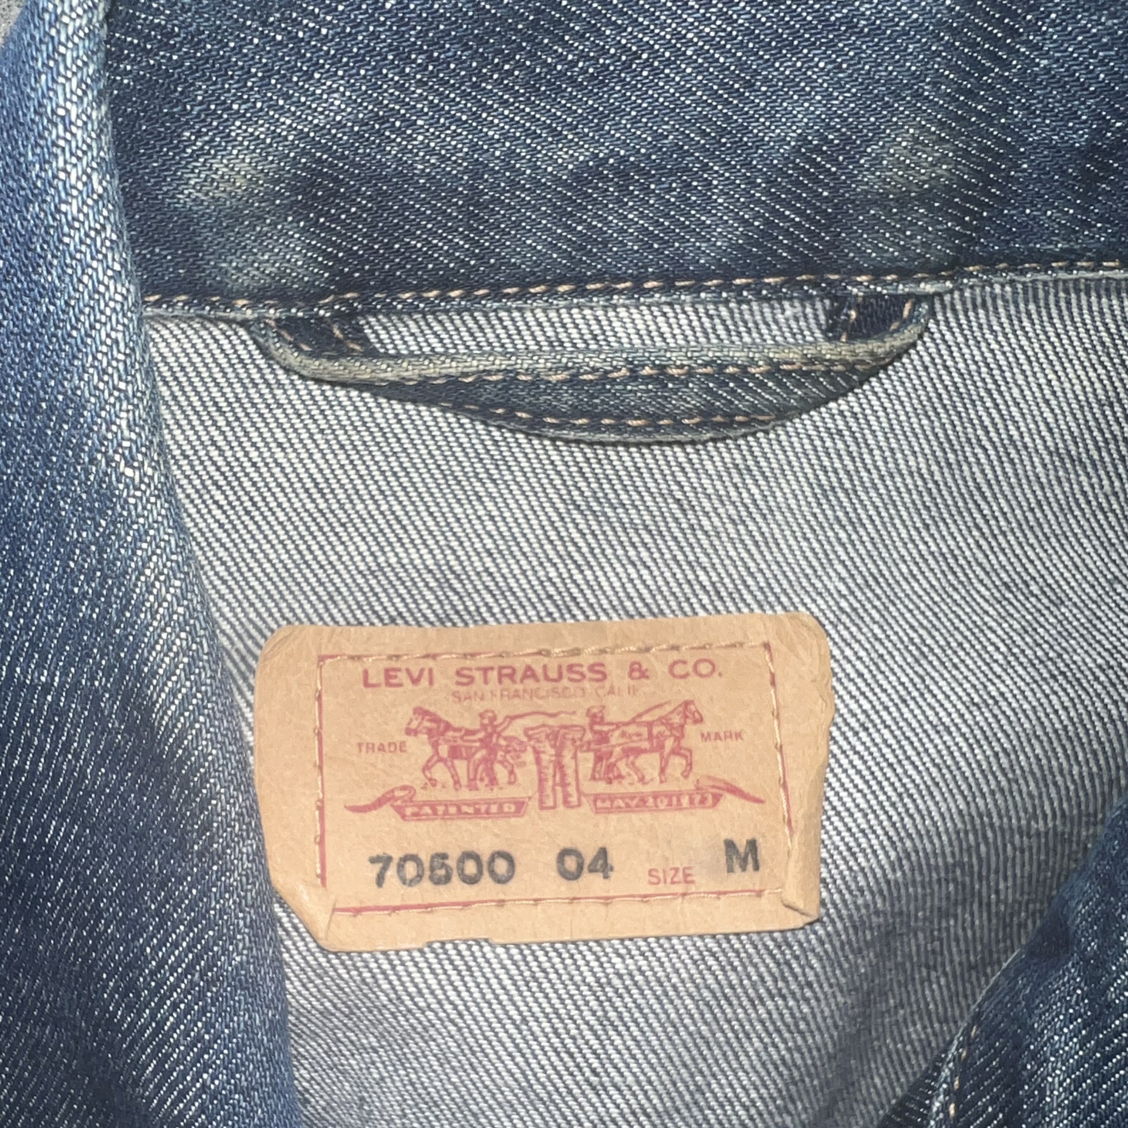 LEVI STRAUSS & CO.
SAN FRANCISCO CALIF.
TRADE MARK
PATENTED MAY 20 1873
70500 04 SIZE M